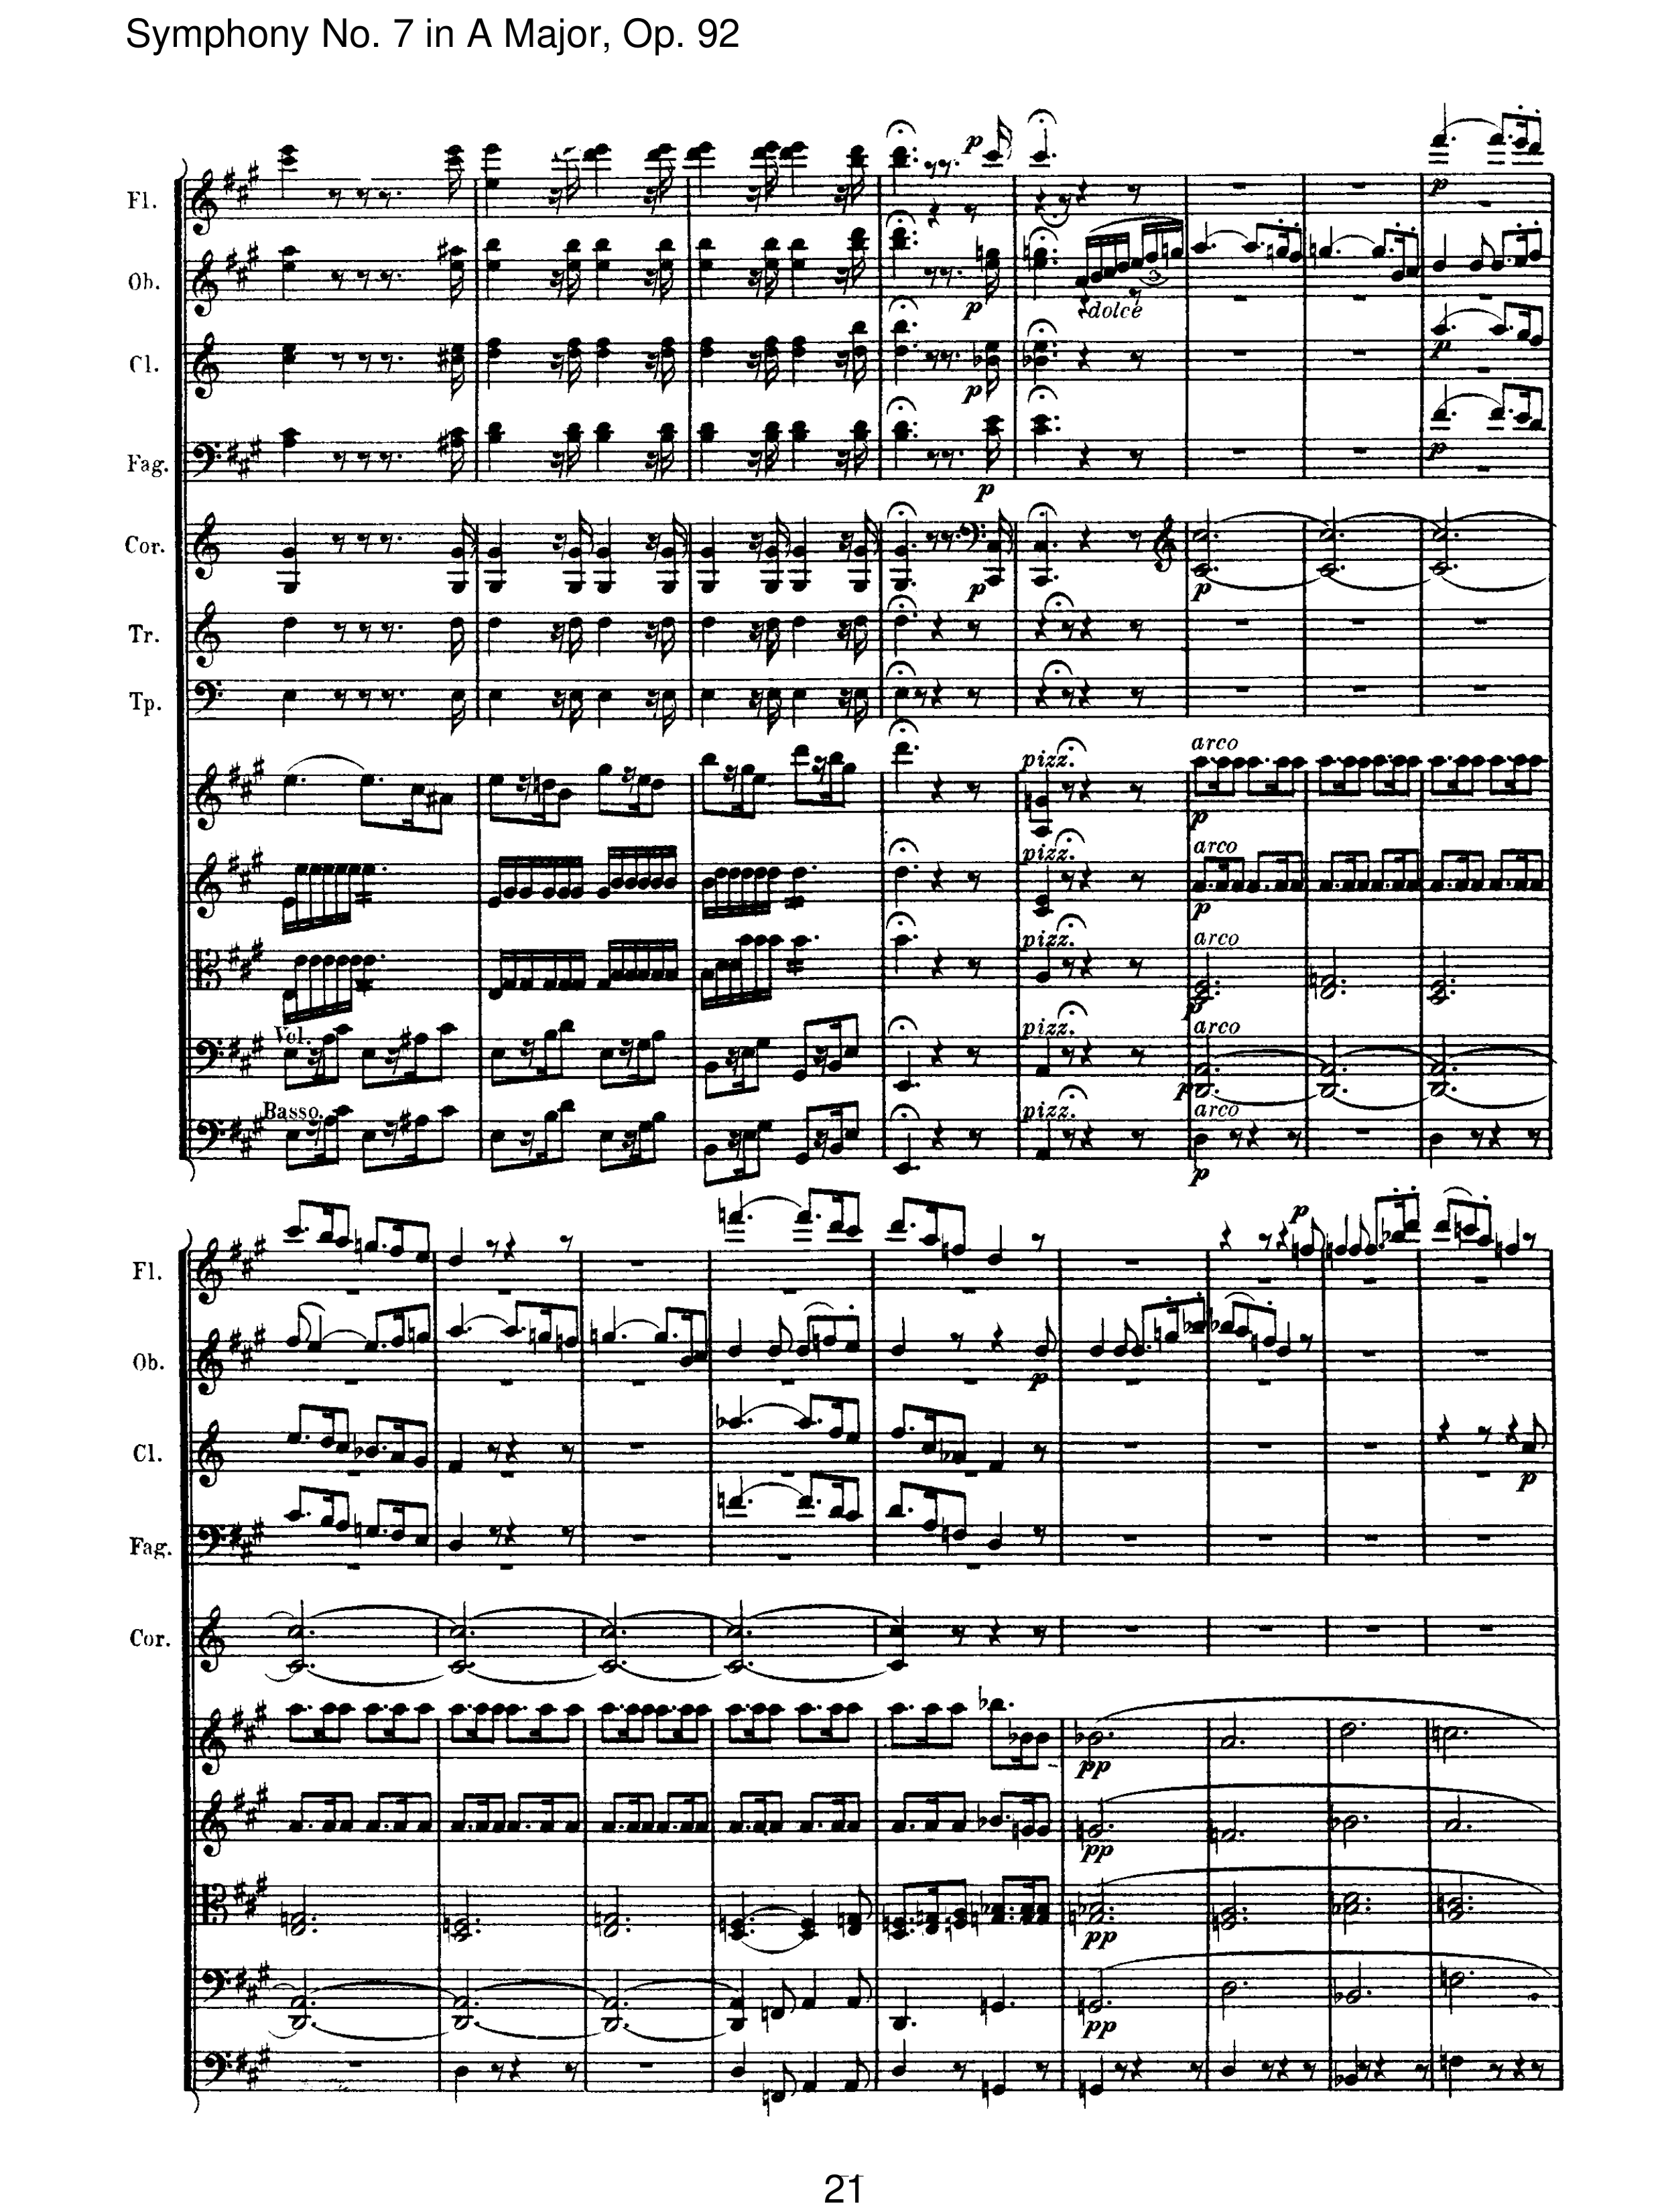 Symphony No. 7 in A Major, Op. 92
p
Fl.
p
Ob.
p
dolce
3
Cl.
p
p
Fag.
p
p
Cor.
p
p
Tr.
Tp.
pizz. arco
p
pizz. arco
p
pizz. arco
p
Vcl. pizz. arco
p
Basso. pizz. arco
p
p
Fl.
Ob.
p
Cl.
p
Fag.
Cor.
pp
pp
pp
pp
21